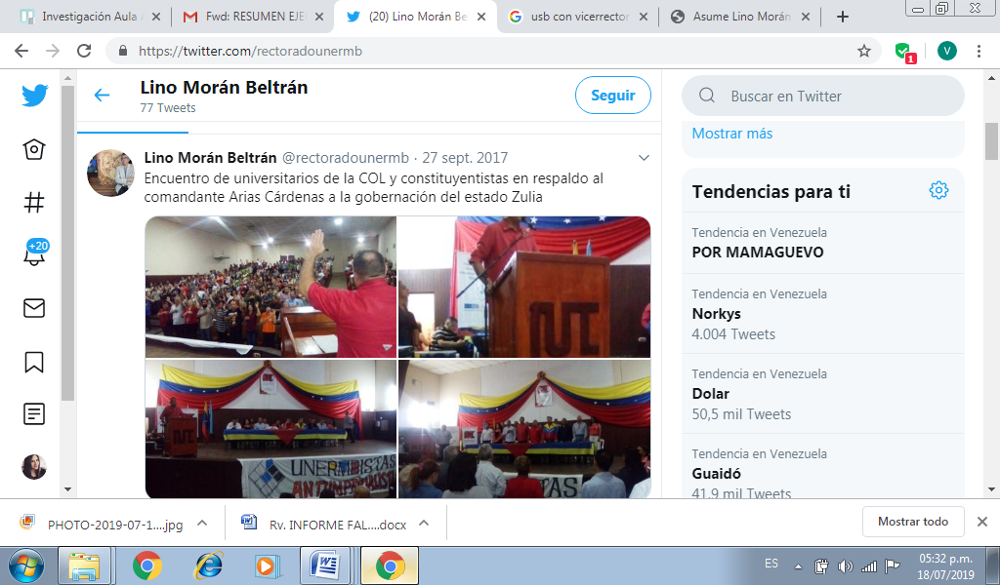 Investigación Aula A
Fwd: RESUMEN EJE
(20) Lino Morán Be
usb con vicerrector
Asume Lino Morán
https://twitter.com/rectoradounermb
1
V
Lino Morán Beltrán
77 Tweets
Seguir
Buscar en Twitter
Mostrar más
Lino Morán Beltrán @rectoradounermb · 27 sept. 2017
Encuentro de universitarios de la COL y constituyentistas en respaldo al
comandante Arias Cárdenas a la gobernación del estado Zulia
UNERMBISTAS
+20
Tendencias para ti
Tendencia en Venezuela
POR MAMAGUEVO
Tendencia en Venezuela
Norkys
4.004 Tweets
Tendencia en Venezuela
Dolar
50,5 mil Tweets
Tendencia en Venezuela
Guaidó
41,9 mil Tweets
PHOTO-2019-07-1....jpg
Rv. INFORME FAL....docx
Mostrar todo
ES
05:32 p.m.
18/07/2019